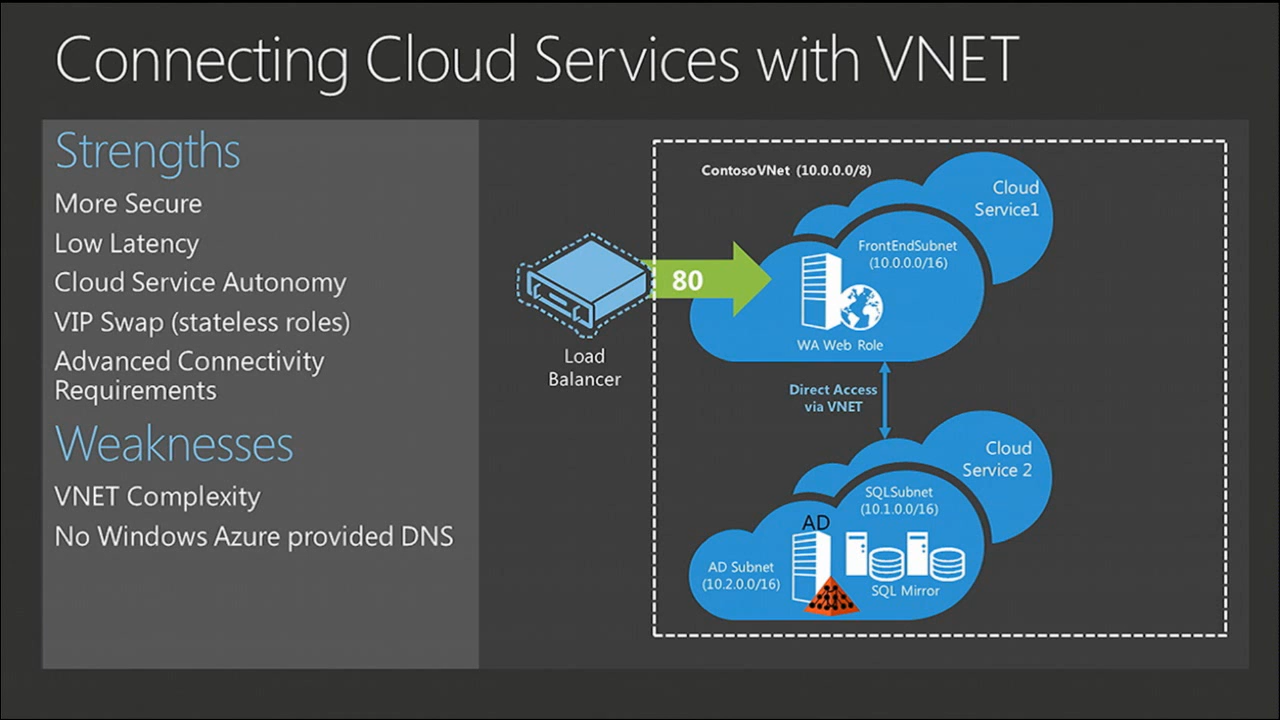 Connecting Cloud Services with VNET
Strengths
More Secure
Low Latency
Cloud Service Autonomy
VIP Swap (stateless roles)
Advanced Connectivity
Requirements
Weaknesses
VNET Complexity
No Windows Azure provided DNS
ContosoVNet (10.0.0.0/8)
Cloud
Service1
FrontEndSubnet
(10.0.0.0/16)
80
WA Web Role
Load
Balancer
Direct Access
via VNET
Cloud
Service 2
SQLSubnet
(10.1.0.0/16)
AD
AD Subnet
(10.2.0.0/16)
SQL Mirror